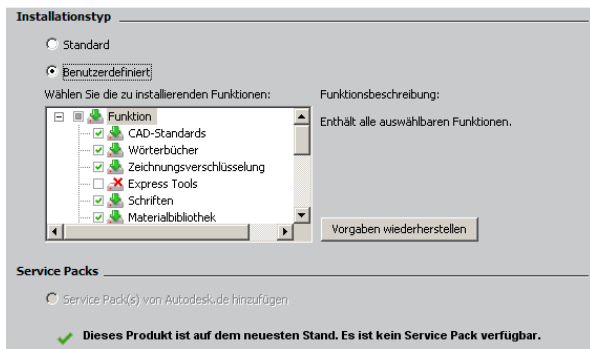 Installationstyp
Standard
Benutzerdefiniert
Wählen Sie die zu installierenden Funktionen:
Funktionsbeschreibung:
Funktion
Enthält alle auswählbaren Funktionen.
CAD-Standards
Wörterbücher
Zeichnungsverschlüsselung
Express Tools
Schriften
Materialbibliothek
Vorgaben wiederherstellen
Service Packs
Service Pack(s) von Autodesk.de hinzufügen
Dieses Produkt ist auf dem neuesten Stand. Es ist kein Service Pack verfügbar.